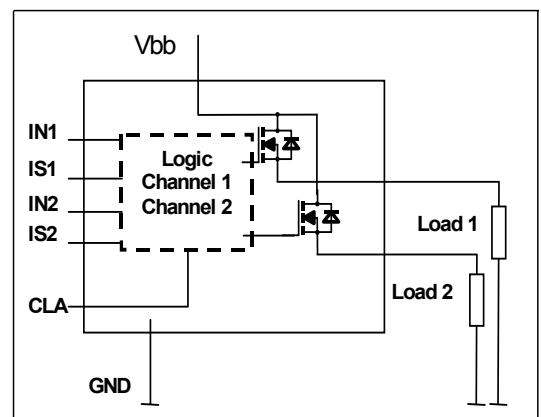 Vbb
IN1
IS1
IN2
IS2
CLA
GND
Logic
Channel 1
Channel 2
Load 1
Load 2